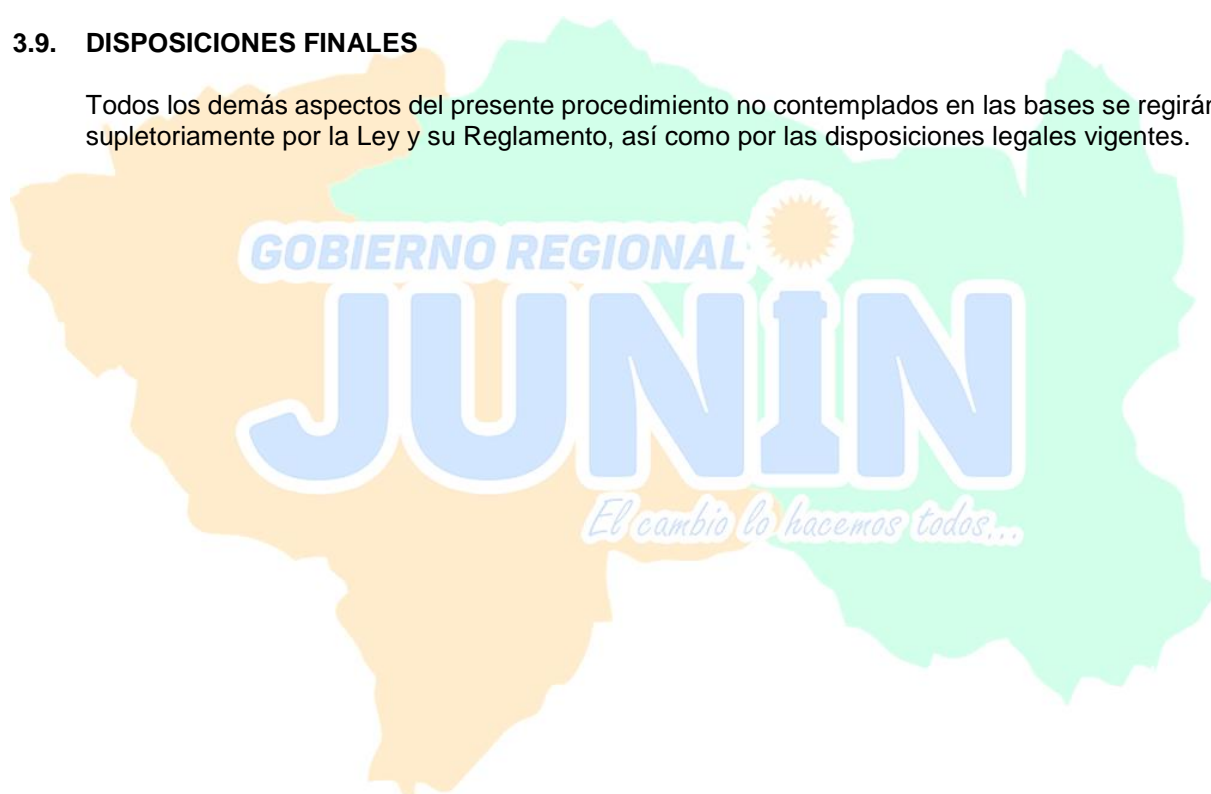 3.9. DISPOSICIONES FINALES
Todos los demás aspectos del presente procedimiento no contemplados en las bases se regirán
supletoriamente por la Ley y su Reglamento, así como por las disposiciones legales vigentes.
GOBIERNO REGIONAL
JUNÍN
El cambio lo hacemos todos...